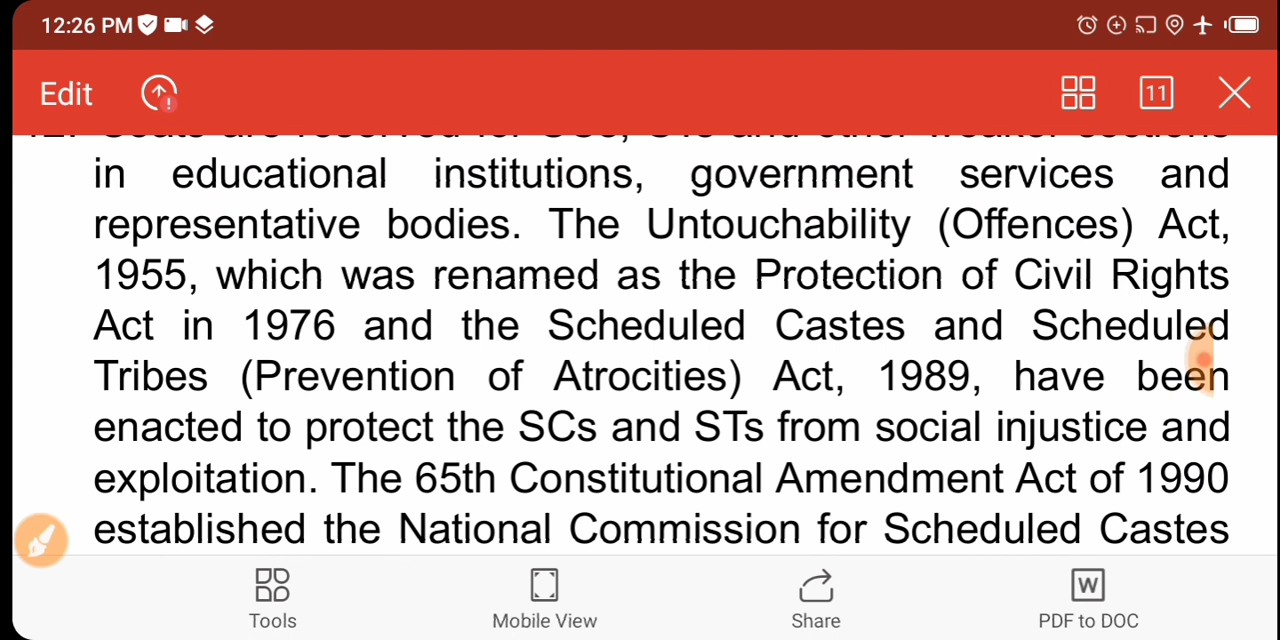 12:26 PM
Edit
11
in educational institutions, government services and
representative bodies. The Untouchability (Offences) Act,
1955, which was renamed as the Protection of Civil Rights
Act in 1976 and the Scheduled Castes and Scheduled
Tribes (Prevention of Atrocities) Act, 1989, have been
enacted to protect the SCs and STs from social injustice and
exploitation. The 65th Constitutional Amendment Act of 1990
established the National Commission for Scheduled Castes
Tools
Mobile View
Share
W
PDF to DOC